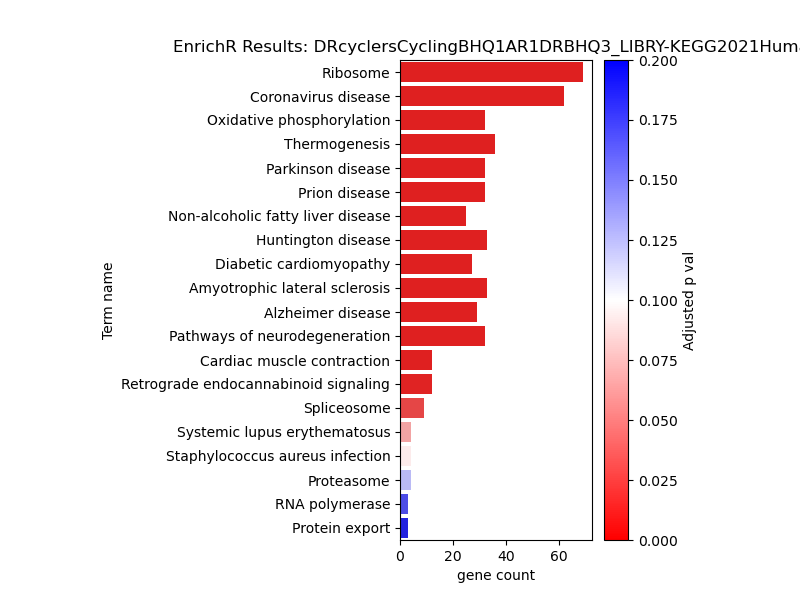 EnrichR Results: DRcyclersCyclingBHQ1AR1DRBHQ3_LIBRY-KEGG2021Huma
Term name
Ribosome
Coronavirus disease
Oxidative phosphorylation
Thermogenesis
Parkinson disease
Prion disease
Non-alcoholic fatty liver disease
Huntington disease
Diabetic cardiomyopathy
Amyotrophic lateral sclerosis
Alzheimer disease
Pathways of neurodegeneration
Cardiac muscle contraction
Retrograde endocannabinoid signaling
Spliceosome
Systemic lupus erythematosus
Staphylococcus aureus infection
Proteasome
RNA polymerase
Protein export
0 20 40 60
gene count
0.200
0.175
0.150
0.125
0.100
0.075
0.050
0.025
0.000
Adjusted p val